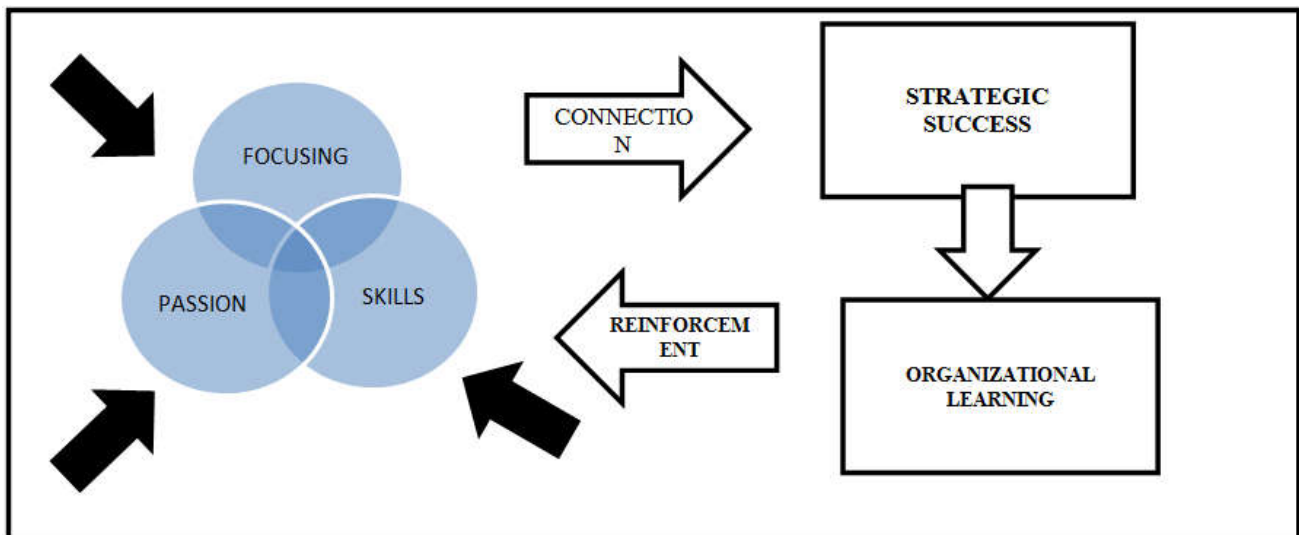 FOCUSING
PASSION
SKILLS
CONNECTIO
N
STRATEGIC
SUCCESS
REINFORCEM
ENT
ORGANIZATIONAL
LEARNING